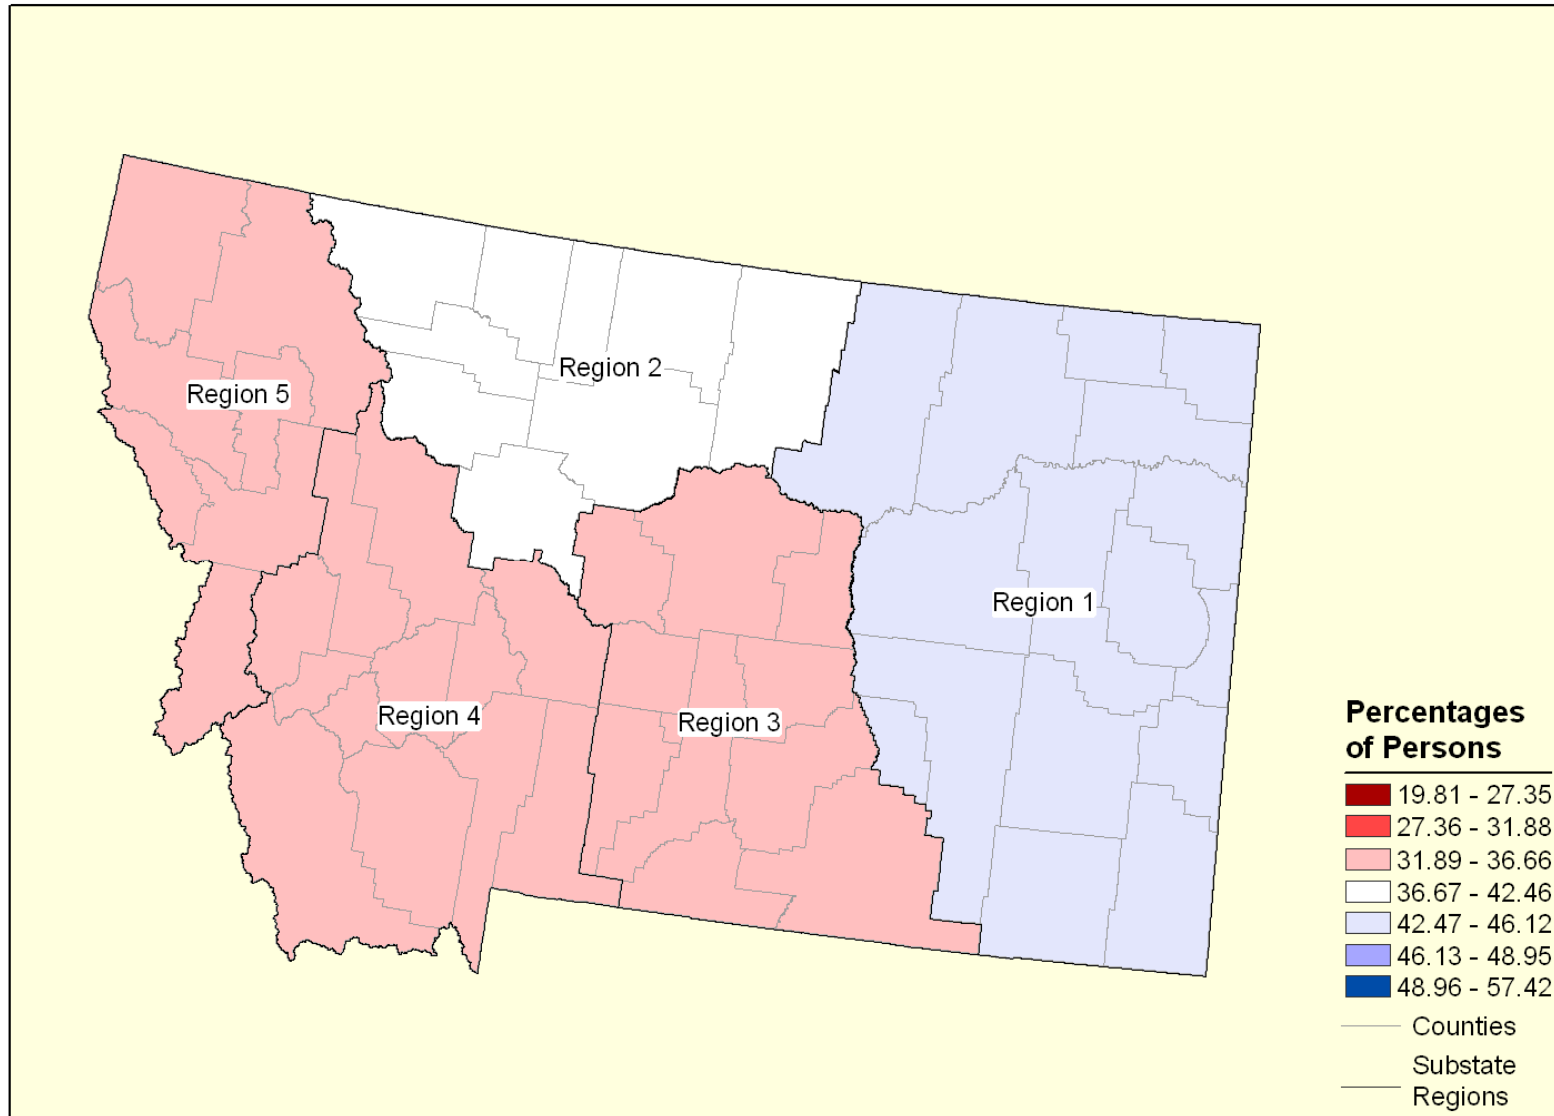 Region 2
Region 5
Region 1
Region 4
Region 3
Percentages
of Persons
19.81 - 27.35
27.36 - 31.88
31.89 - 36.66
36.67 - 42.46
42.47 - 46.12
46.13 - 48.95
48.96 - 57.42
Counties
Substate
Regions